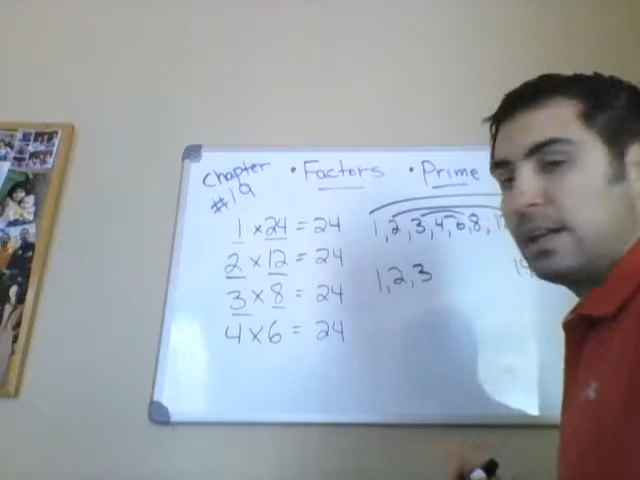 Chapter #19
• Factors • Prime
1 × 24 = 24
2 × 12 = 24
3 × 8 = 24
4 × 6 = 24
1, 2, 3, 4, 6, 8, 1
1, 2, 3